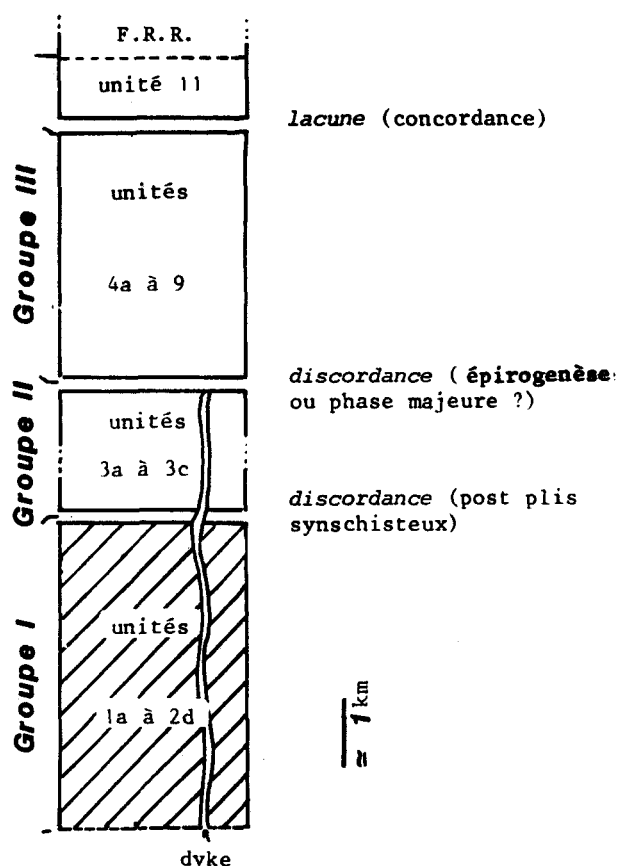 F.R.R.
unité 11
lacune (concordance)
Groupe III
unités
4a à 9
discordance (épirogenèse
ou phase majeure ?)
Groupe II
unités
3a à 3c
discordance (post plis
synschisteux)
Groupe I
unités
1a à 2d
≃ 1 km
dyke